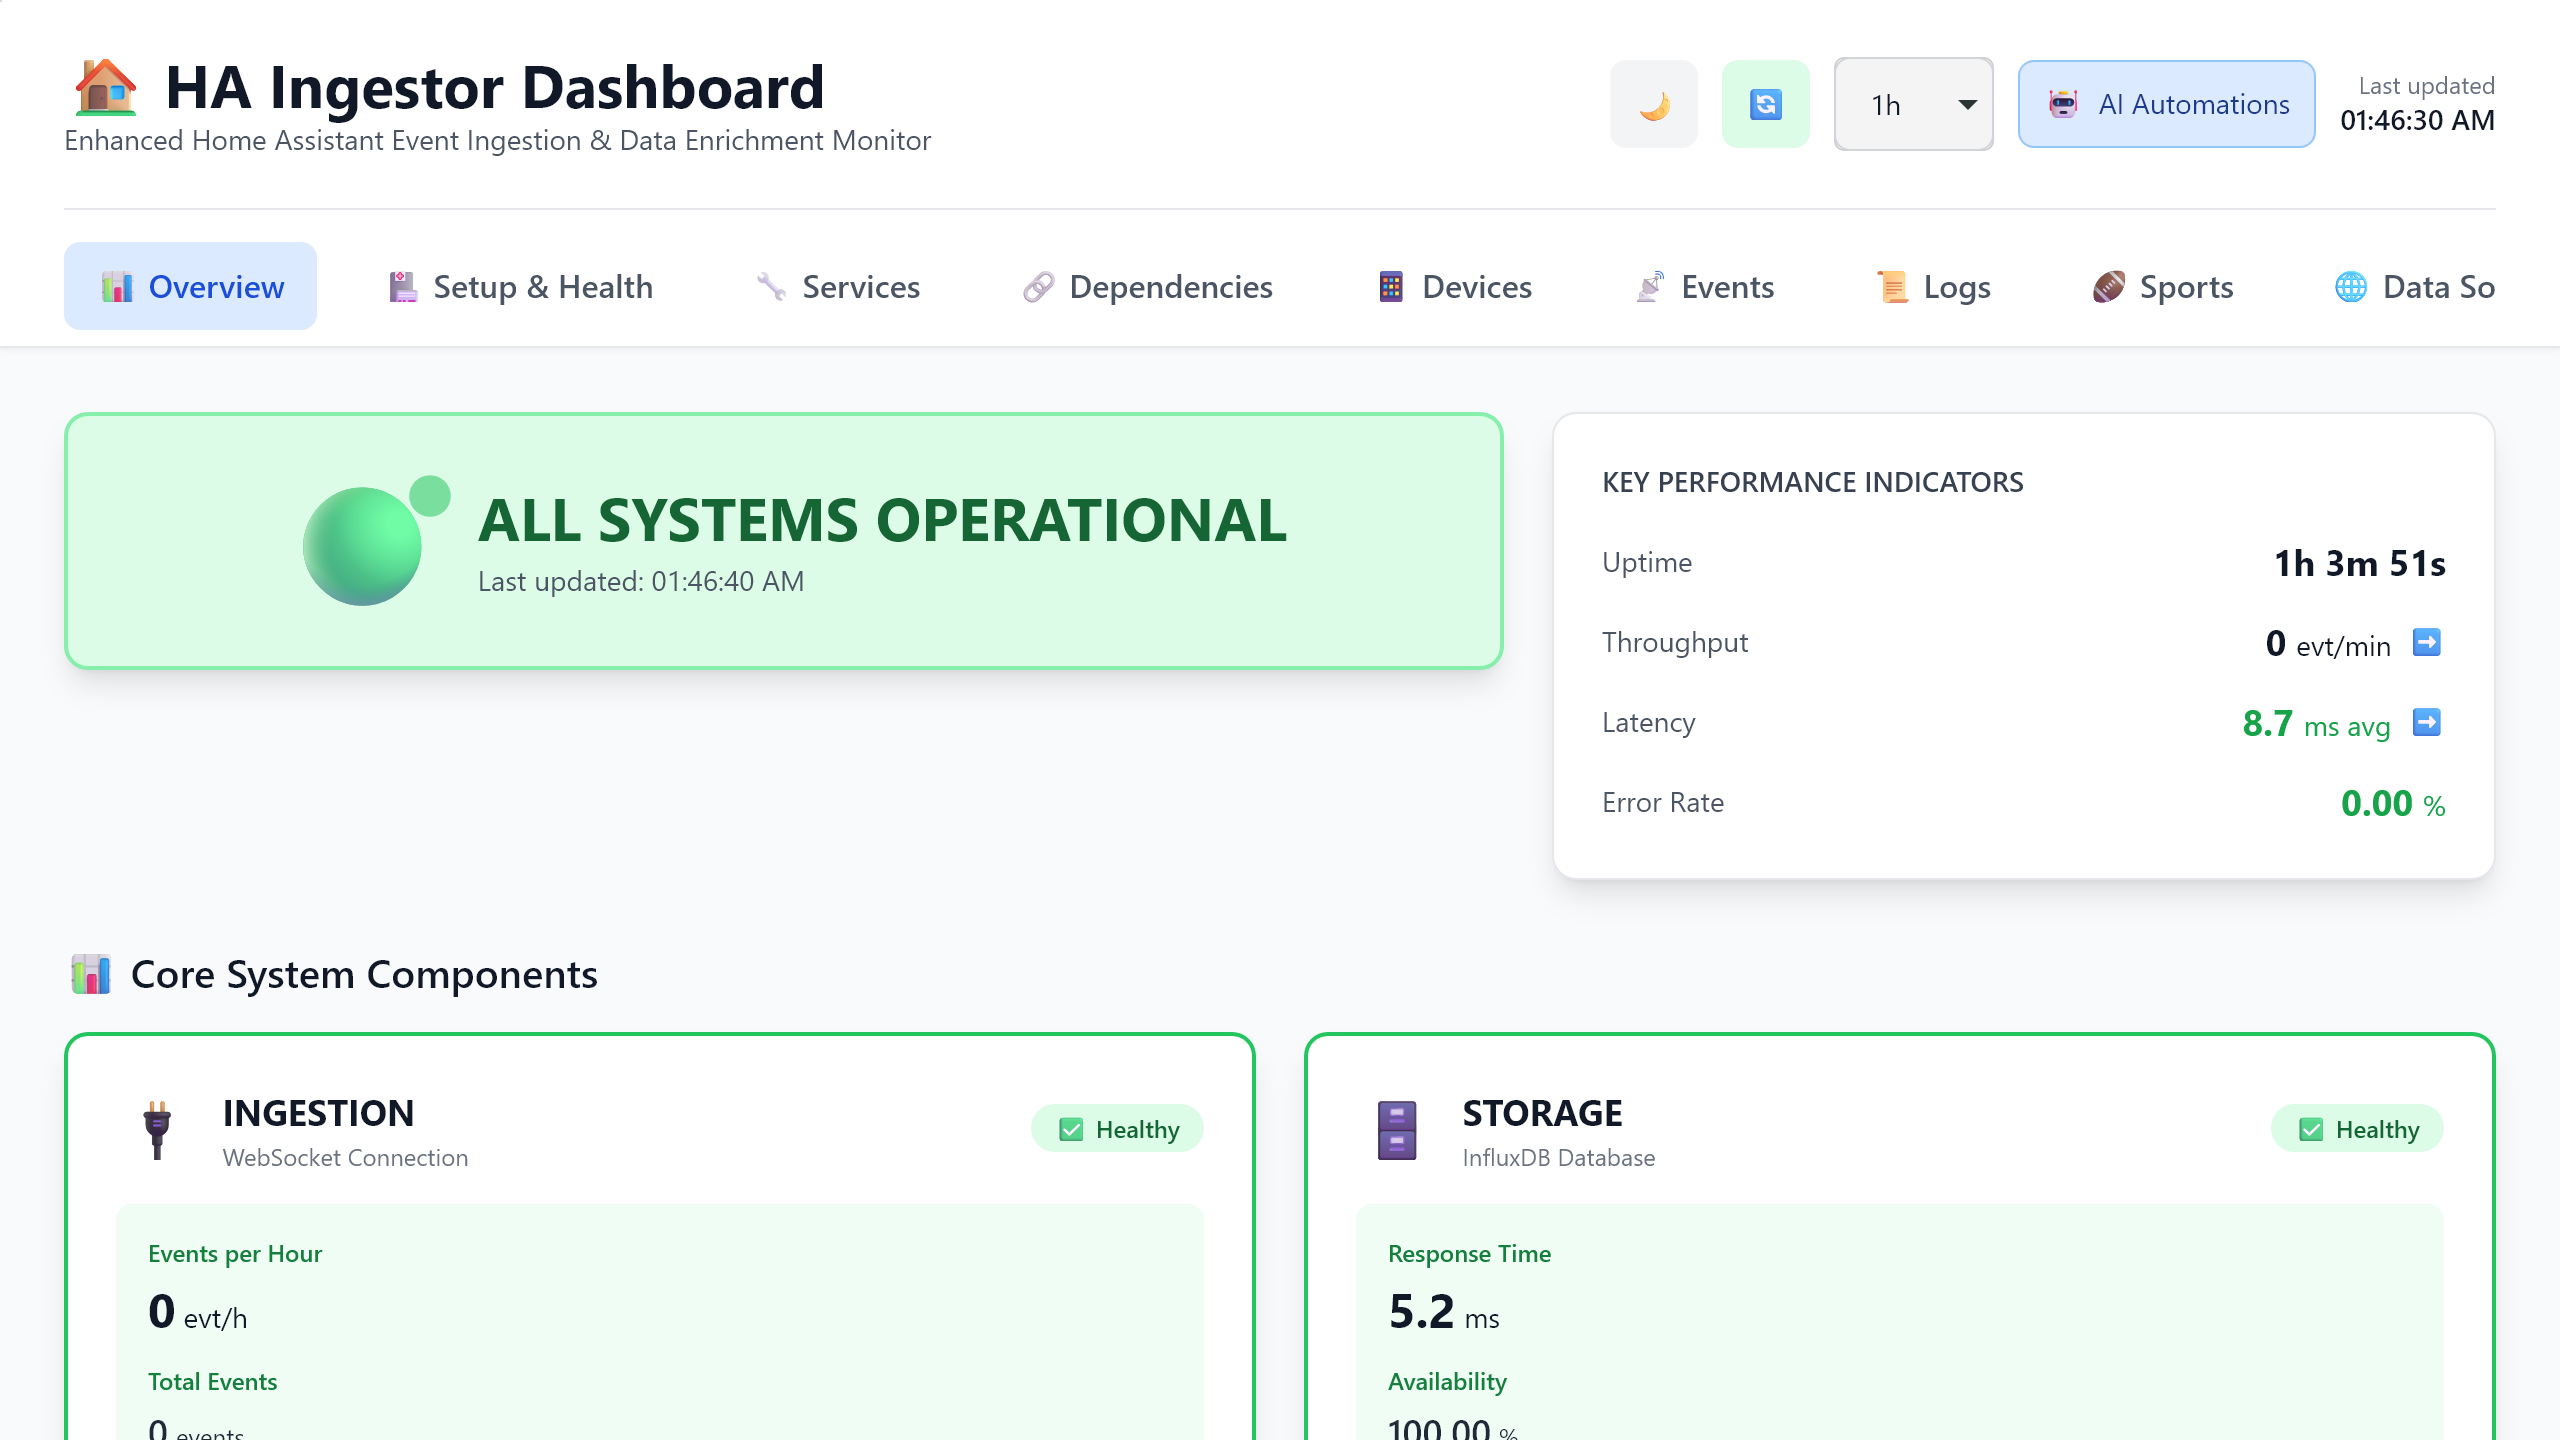 HA Ingestor Dashboard
Enhanced Home Assistant Event Ingestion & Data Enrichment Monitor
1h
AI Automations
Last updated
01:46:30 AM
Overview
Setup & Health
Services
Dependencies
Devices
Events
Logs
Sports
Data So
ALL SYSTEMS OPERATIONAL
Last updated: 01:46:40 AM
KEY PERFORMANCE INDICATORS
Uptime
1h 3m 51s
Throughput
0 evt/min
Latency
8.7 ms avg
Error Rate
0.00 %
Core System Components
INGESTION
WebSocket Connection
Healthy
Events per Hour
0 evt/h
Total Events
0 events
STORAGE
InfluxDB Database
Healthy
Response Time
5.2 ms
Availability
100.00 %